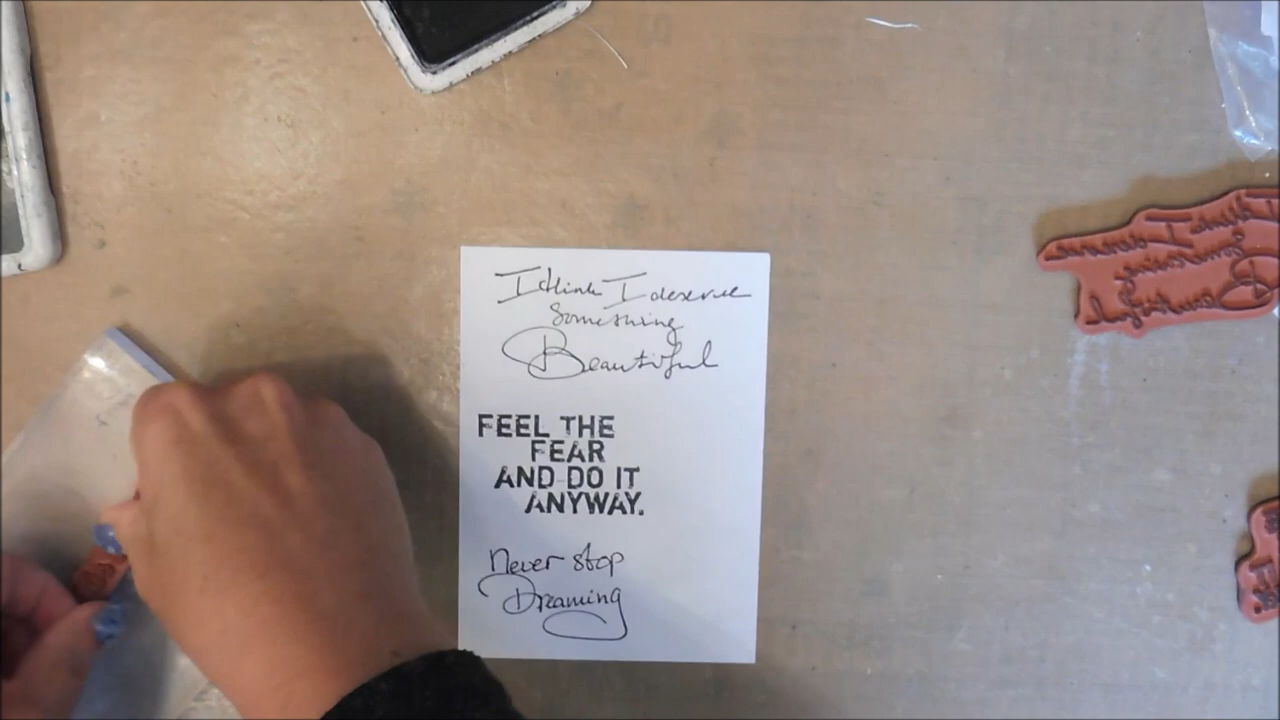 I think I deserve
something
Beautiful
FEEL THE
FEAR
AND DO IT
ANYWAY.
never stop
Dreaming